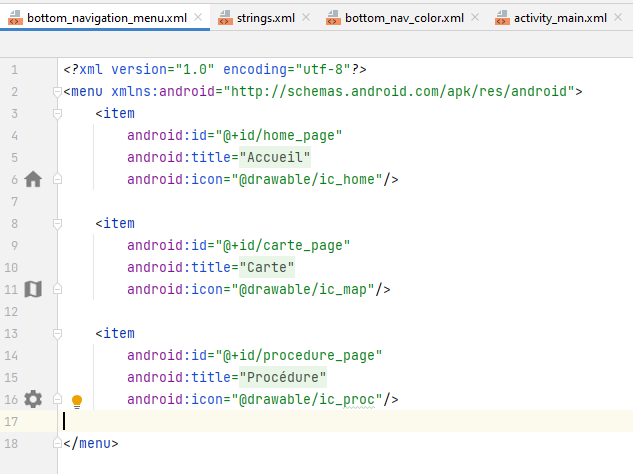 bottom_navigation_menu.xml strings.xml bottom_nav_color.xml activity_main.xml
1 <?xml version="1.0" encoding="utf-8"?>
2 <menu xmlns:android="http://schemas.android.com/apk/res/android">
3 <item
4 android:id="@+id/home_page"
5 android:title="Accueil"
6 android:icon="@drawable/ic_home"/>
7
8 <item
9 android:id="@+id/carte_page"
10 android:title="Carte"
11 android:icon="@drawable/ic_map"/>
12
13 <item
14 android:id="@+id/procedure_page"
15 android:title="Procédure"
16 android:icon="@drawable/ic_proc"/>
17
18 </menu>